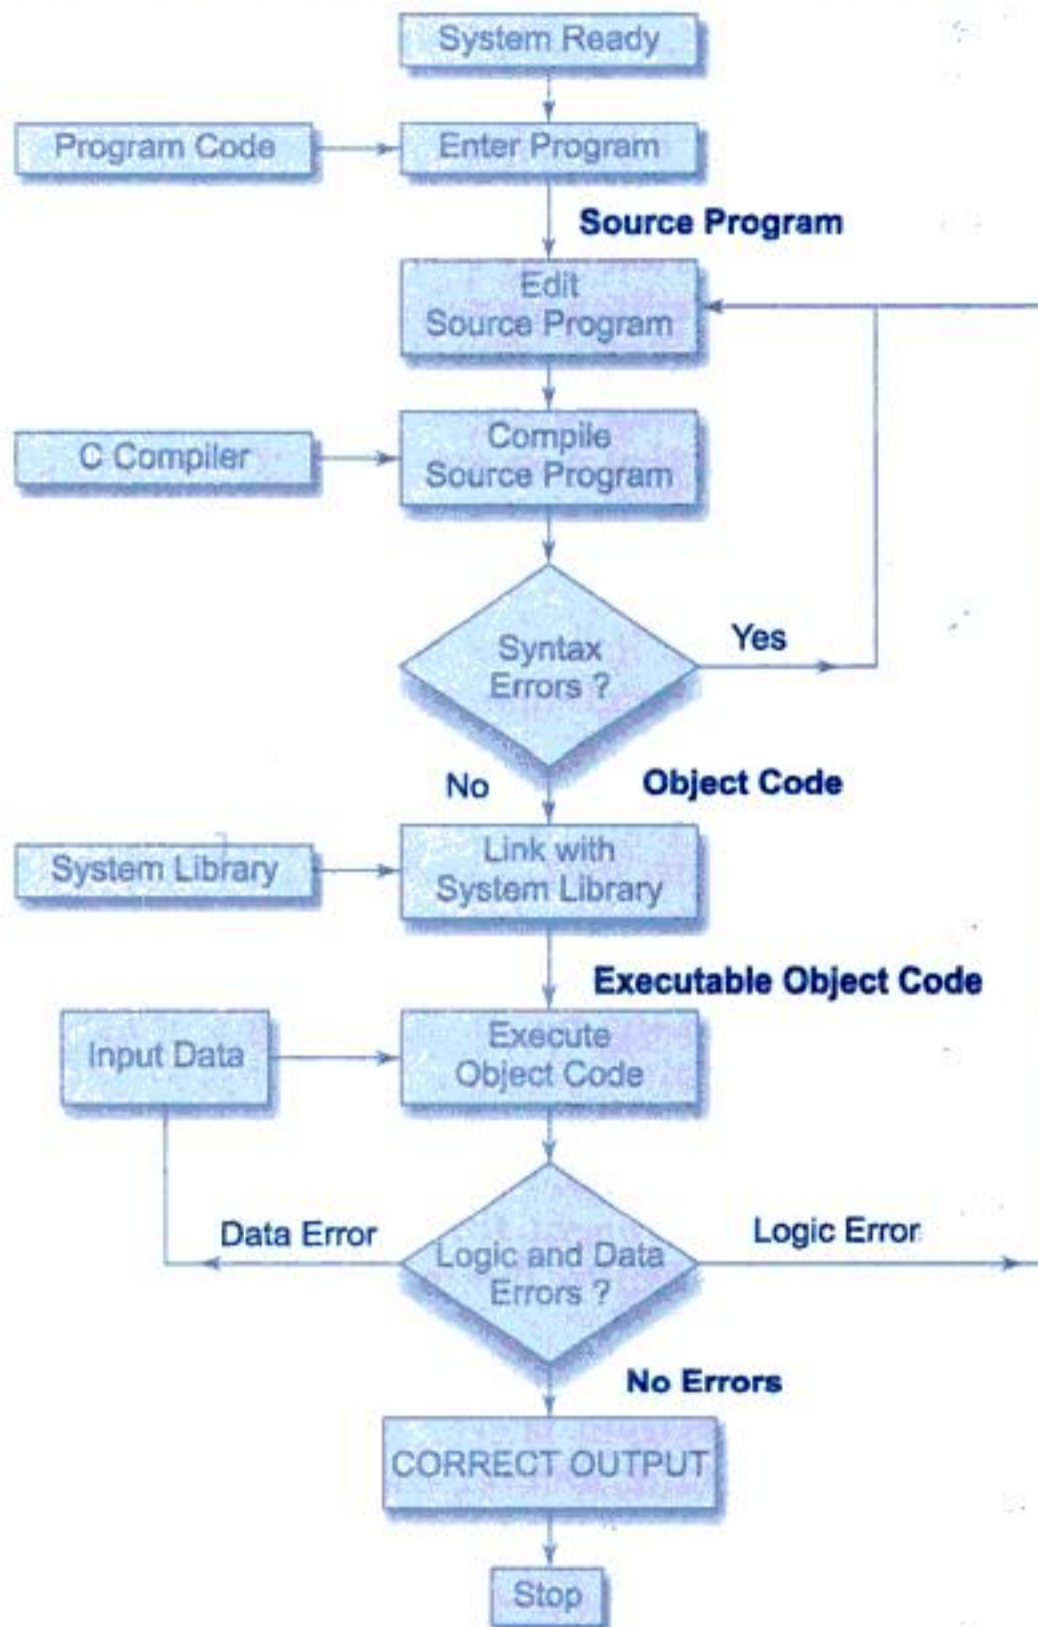 System Ready
Program Code
Enter Program
Source Program
Edit
Source Program
C Compiler
Compile
Source Program
Syntax
Errors ?
Yes
No
Object Code
System Library
Link with
System Library
Executable Object Code
Input Data
Execute
Object Code
Data Error
Logic and Data
Errors ?
Logic Error
No Errors
CORRECT OUTPUT
Stop